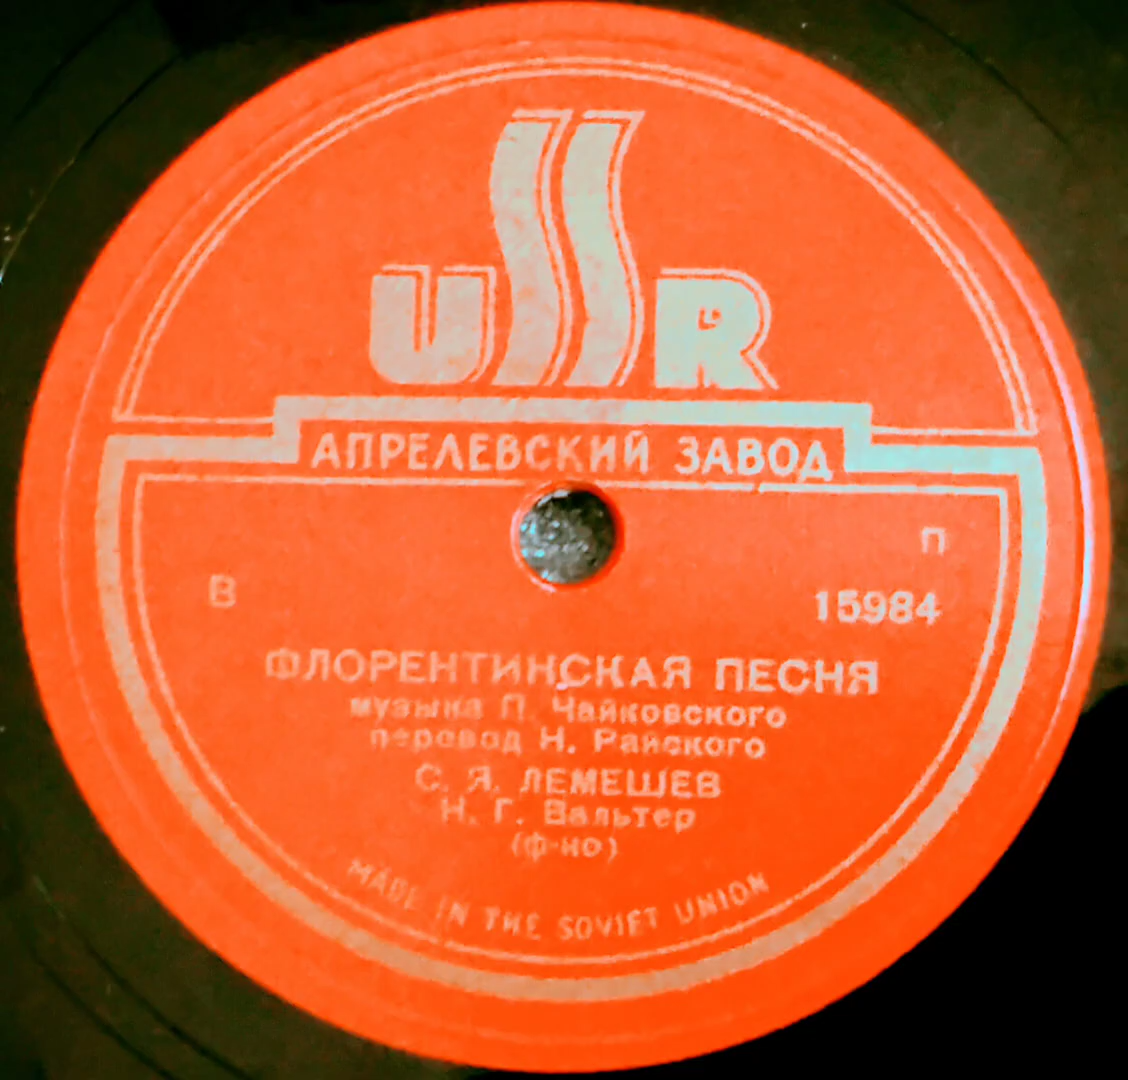 USSR
АПРЕЛЕВСКИЙ ЗАВОД
П
В 15984
ФЛОРЕНТИНСКАЯ ПЕСНЯ
музыка П. Чайковского
перевод Н. Райского
С. Я. ЛЕМЕШЕВ
Н. Г. Вальтер
(ф-но)
MADE IN THE SOVIET UNION